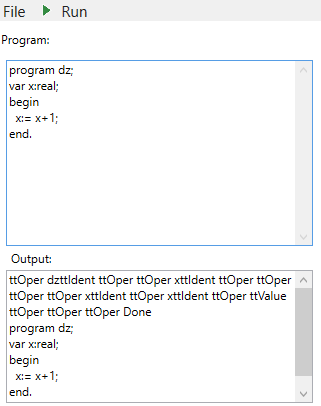 File Run
Program:
program dz;
var x:real;
begin
  x:= x+1;
end.
Output:
ttOper dzttIdent ttOper ttOper xttIdent ttOper ttOper
ttOper ttOper xttIdent ttOper xttIdent ttOper ttValue
ttOper ttOper ttOper Done
program dz;
var x:real;
begin
  x:= x+1;
end.